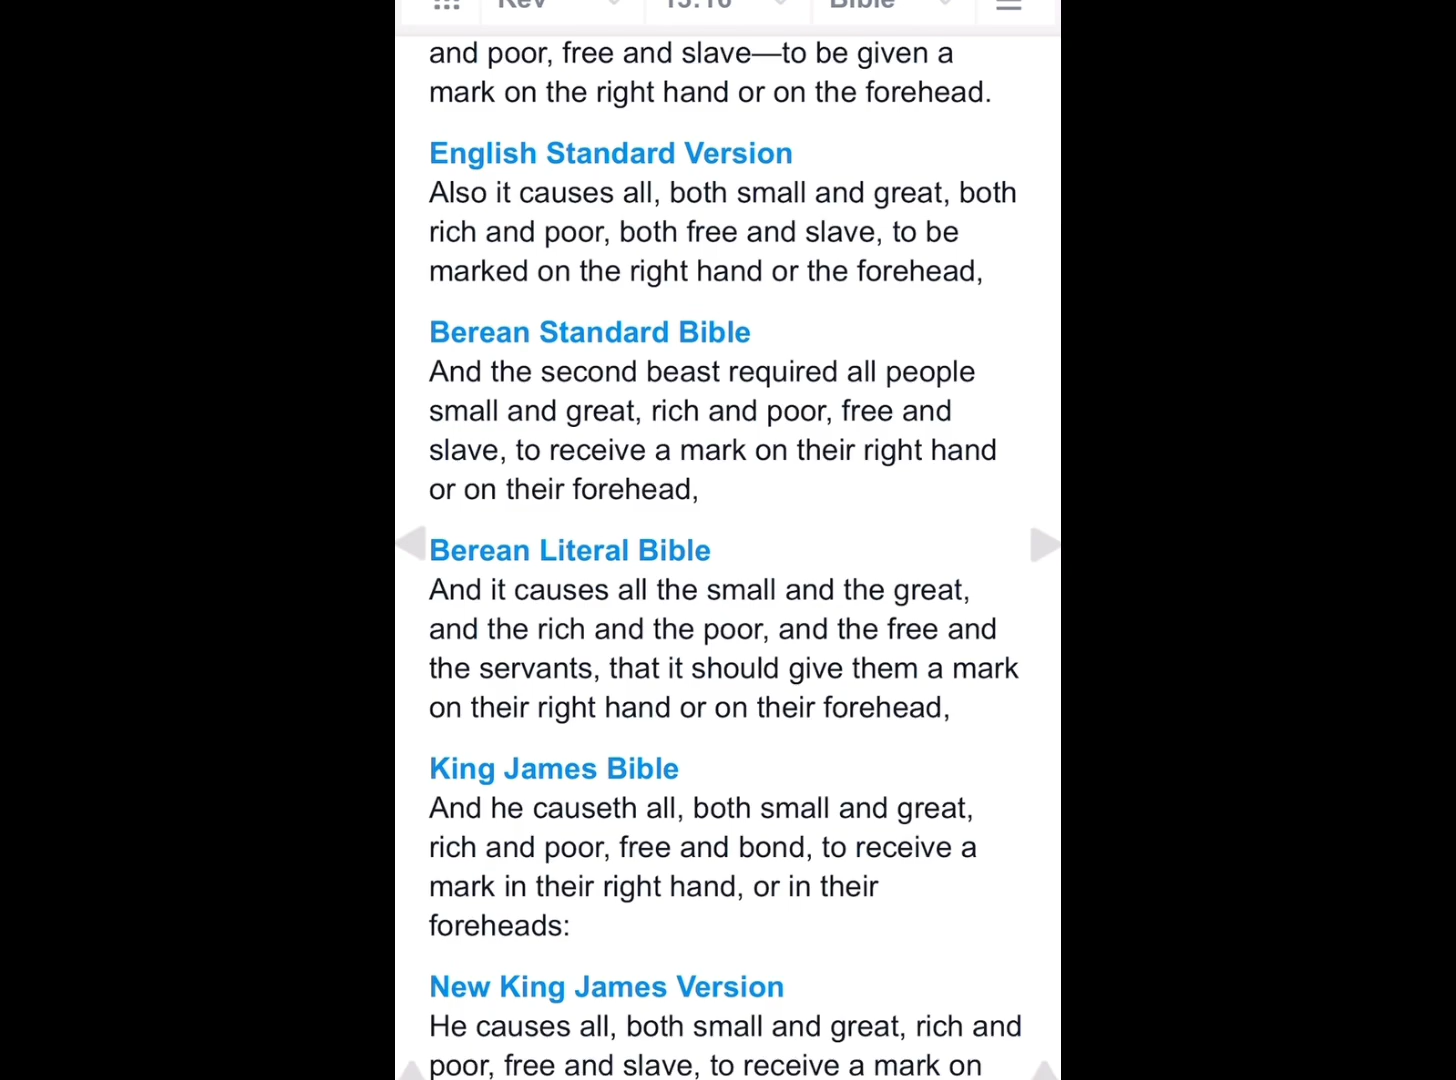 Rev 13:16 Bible
and poor, free and slave—to be given a
mark on the right hand or on the forehead.
English Standard Version
Also it causes all, both small and great, both
rich and poor, both free and slave, to be
marked on the right hand or the forehead,
Berean Standard Bible
And the second beast required all people
small and great, rich and poor, free and
slave, to receive a mark on their right hand
or on their forehead,
Berean Literal Bible
And it causes all the small and the great,
and the rich and the poor, and the free and
the servants, that it should give them a mark
on their right hand or on their forehead,
King James Bible
And he causeth all, both small and great,
rich and poor, free and bond, to receive a
mark in their right hand, or in their
foreheads:
New King James Version
He causes all, both small and great, rich and
poor, free and slave, to receive a mark on